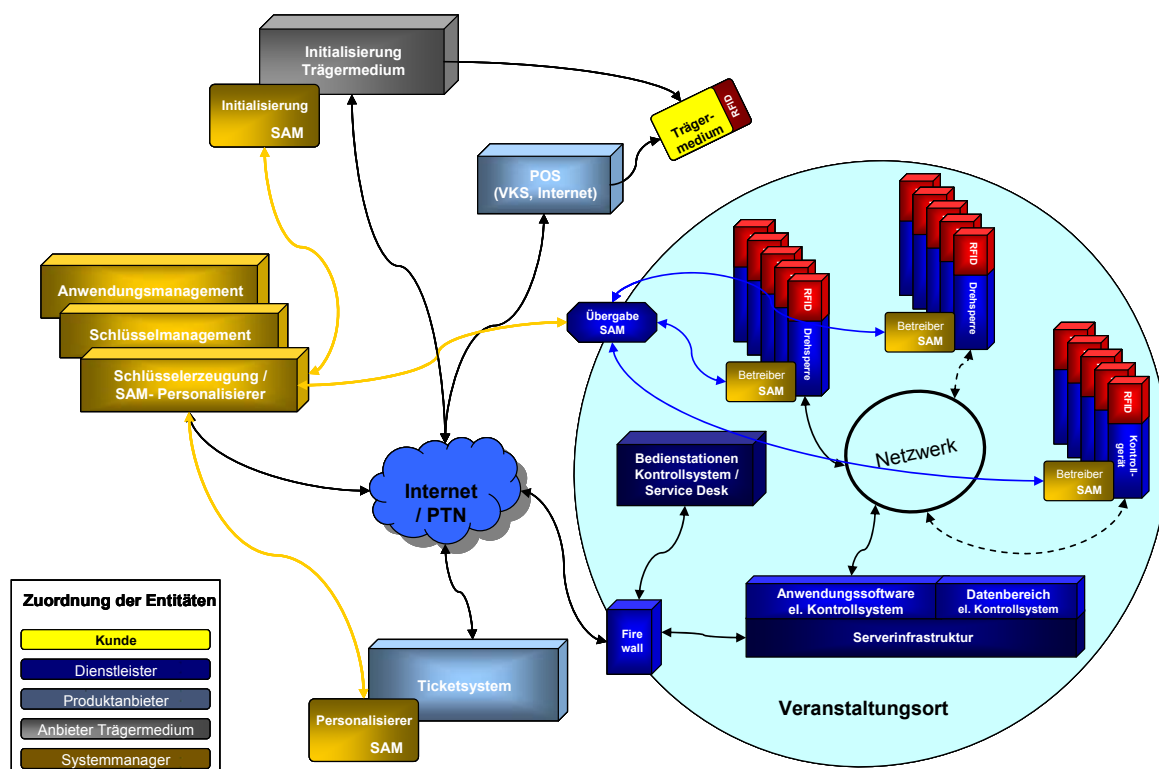 Initialisierung
Trägermedium
Initialisierung
SAM
Träger-
medium
RFID
POS
(VKS, Internet)
Anwendungsmanagement
Schlüsselmanagement
Schlüsselerzeugung /
SAM- Personalisierer
Übergabe
SAM
RFID
Drehsperre
Betreiber
SAM
RFID
Drehsperre
Betreiber
SAM
RFID
Kontroll-
gerät
Betreiber
SAM
Netzwerk
Bedienstationen
Kontrollsystem /
Service Desk
Internet
/ PTN
Anwendungssoftware
el. Kontrollsystem
Datenbereich
el. Kontrollsystem
Serverinfrastruktur
Fire
wall
Veranstaltungsort
Ticketsystem
Personalisierer
SAM
Zuordnung der Entitäten
Kunde
Dienstleister
Produktanbieter
Anbieter Trägermedium
Systemmanager